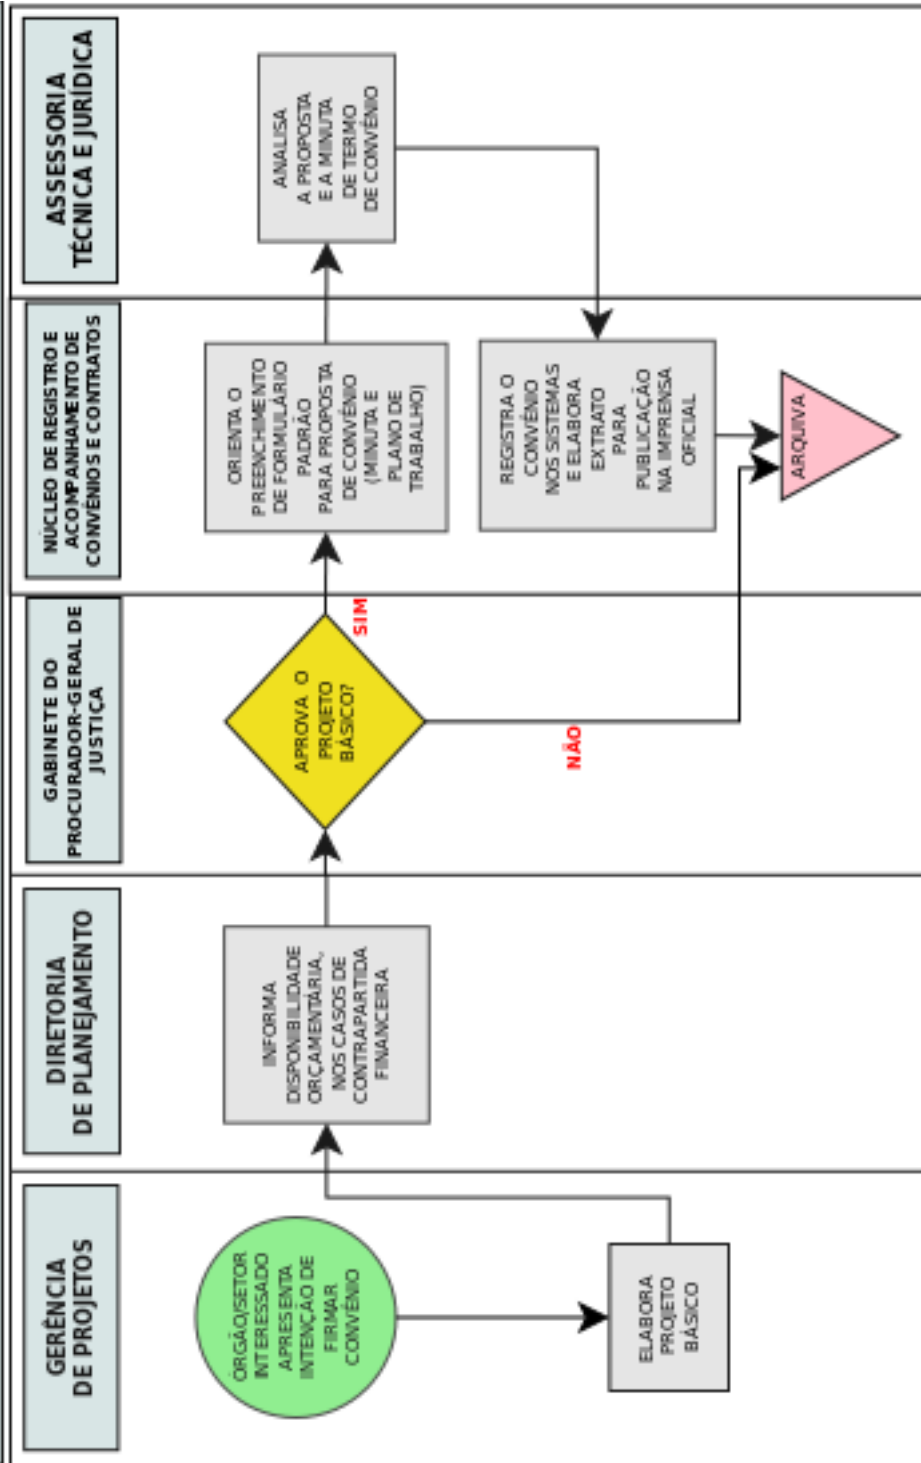 GERÊNCIA
DE PROJETOS
DIRETORIA
DE PLANEJAMENTO
GABINETE DO
PROCURADOR-GERAL DE
JUSTIÇA
NÚCLEO DE REGISTRO E
ACOMPANHAMENTO DE
CONVÊNIOS E CONTRATOS
ASSESSORIA
TÉCNICA E JURÍDICA
ÓRGÃO/SETOR
INTERESSADO
APRESENTA
INTENÇÃO DE
FIRMAR
CONVÊNIO
ELABORA
PROJETO
BÁSICO
INFORMA
DISPONIBILIDADE
ORÇAMENTÁRIA,
NOS CASOS DE
CONTRAPARTIDA
FINANCEIRA
APROVA O
PROJETO
BÁSICO?
SIM
NÃO
ORIENTA O
PREENCHIMENTO
DE FORMULÁRIO
PADRÃO
PARA PROPOSTA
DE CONVÊNIO
(MINUTA E
PLANO DE
TRABALHO)
ANALISA
A PROPOSTA
E A MINUTA
DE TERMO
DE CONVÊNIO
REGISTRA O
CONVÊNIO
NOS SISTEMAS
E ELABORA
EXTRATO
PARA
PUBLICAÇÃO
NA IMPRENSA
OFICIAL
ARQUIVA